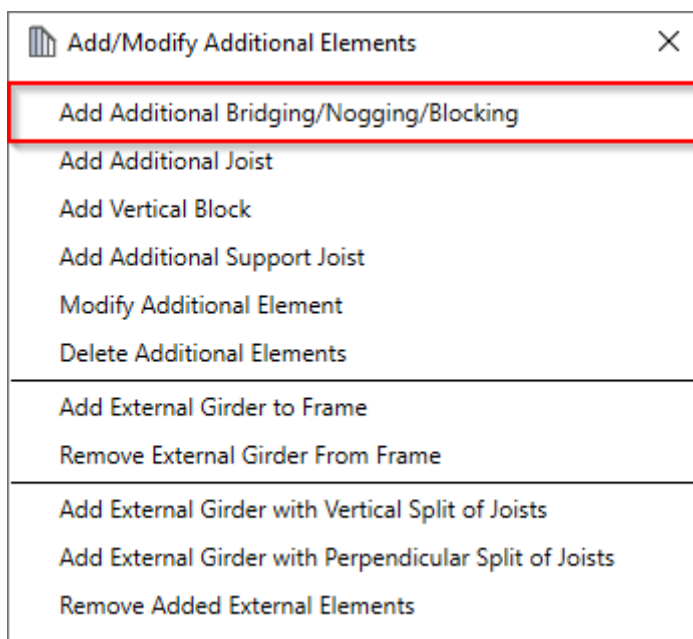 Add/Modify Additional Elements
Add Additional Bridging/Nogging/Blocking
Add Additional Joist
Add Vertical Block
Add Additional Support Joist
Modify Additional Element
Delete Additional Elements
Add External Girder to Frame
Remove External Girder From Frame
Add External Girder with Vertical Split of Joists
Add External Girder with Perpendicular Split of Joists
Remove Added External Elements